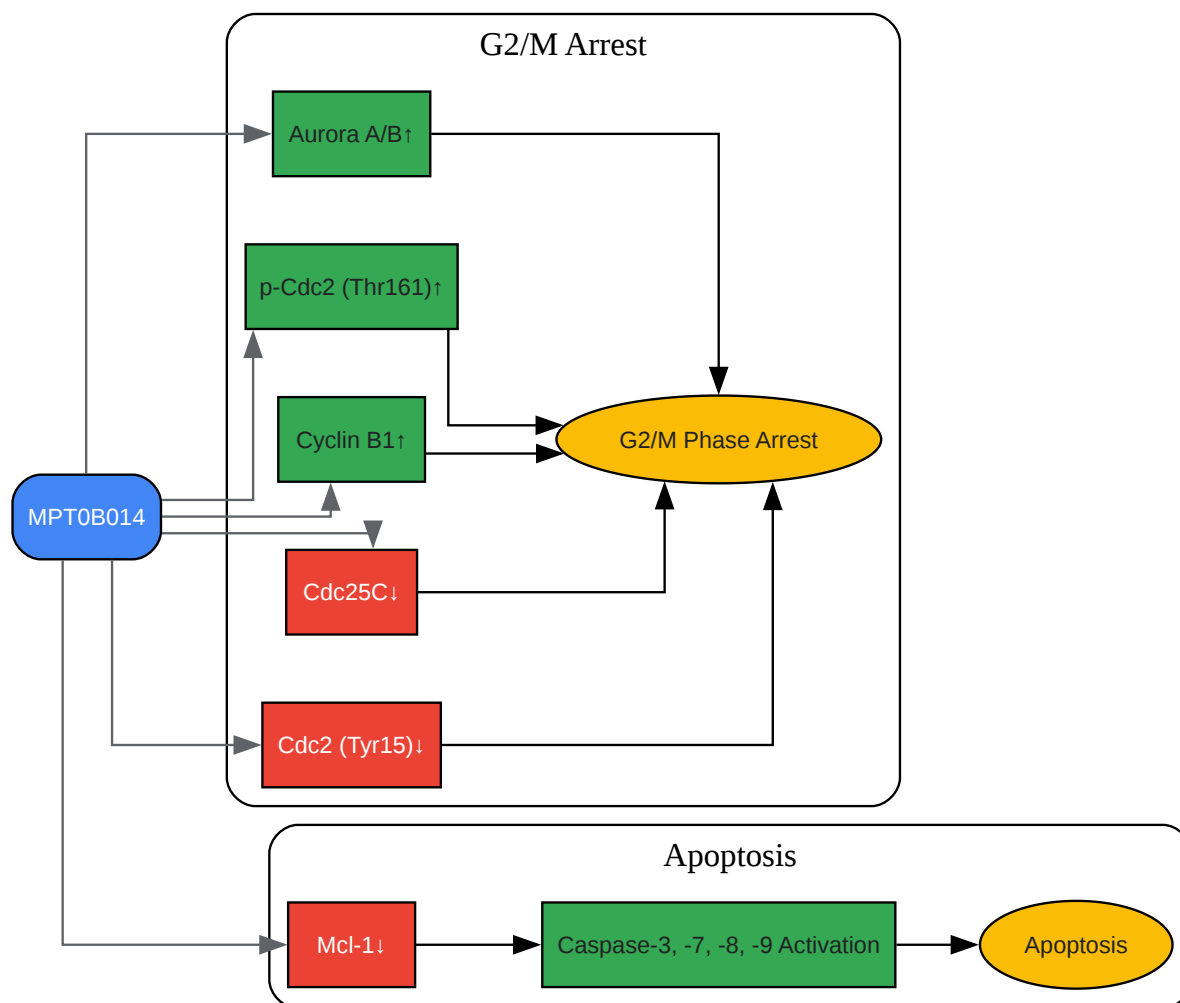 G2/M Arrest
Aurora A/B↑
p-Cdc2 (Thr161)↑
Cyclin B1↑
G2/M Phase Arrest
MPT0B014
Cdc25C↓
Cdc2 (Tyr15)↓
Apoptosis
Mcl-1↓
Caspase-3, -7, -8, -9 Activation
Apoptosis